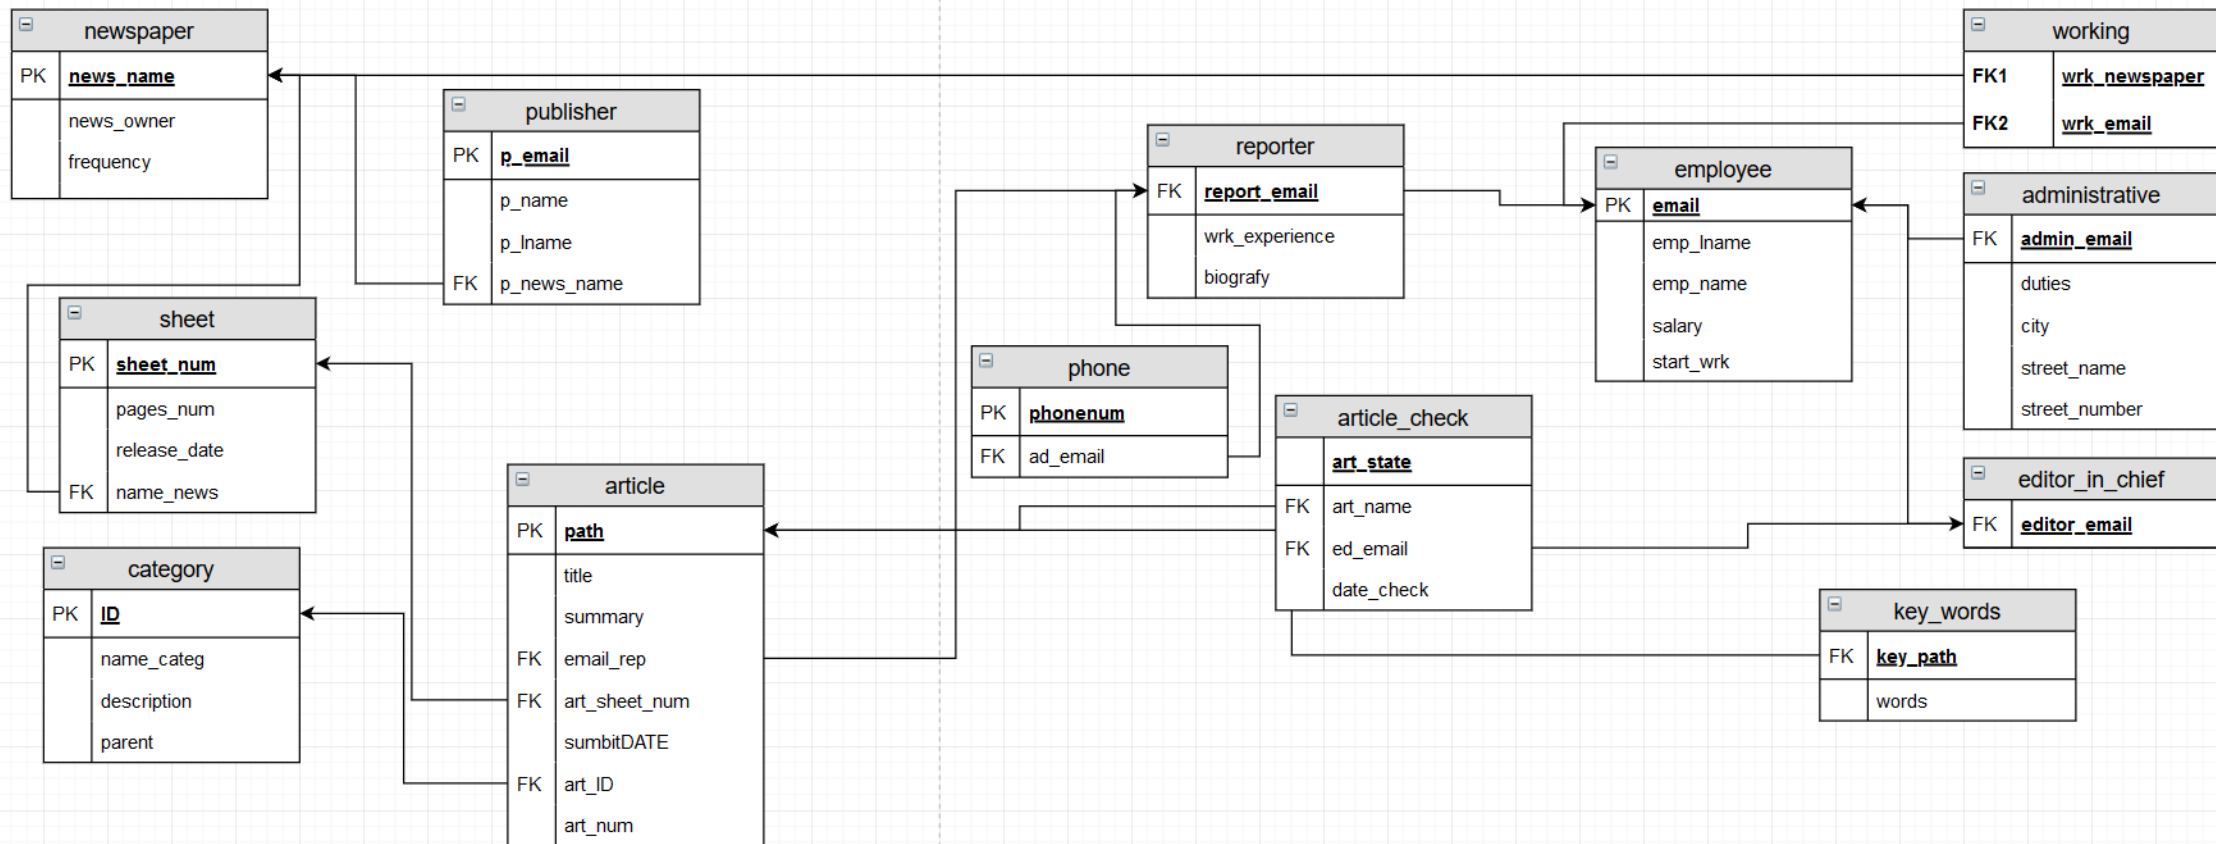 newspaper
PK news_name
news_owner
frequency
publisher
PK p_email
p_name
p_lname
FK p_news_name
sheet
PK sheet_num
pages_num
release_date
FK name_news
category
PK ID
name_categ
description
parent
article
PK path
title
summary
FK email_rep
FK art_sheet_num
sumbitDATE
FK art_ID
art_num
reporter
FK report_email
wrk_experience
biografy
phone
PK phonenum
FK ad_email
article_check
art_state
FK art_name
FK ed_email
date_check
employee
PK email
emp_lname
emp_name
salary
start_wrk
working
FK1 wrk_newspaper
FK2 wrk_email
administrative
FK admin_email
duties
city
street_name
street_number
editor_in_chief
FK editor_email
key_words
FK key_path
words